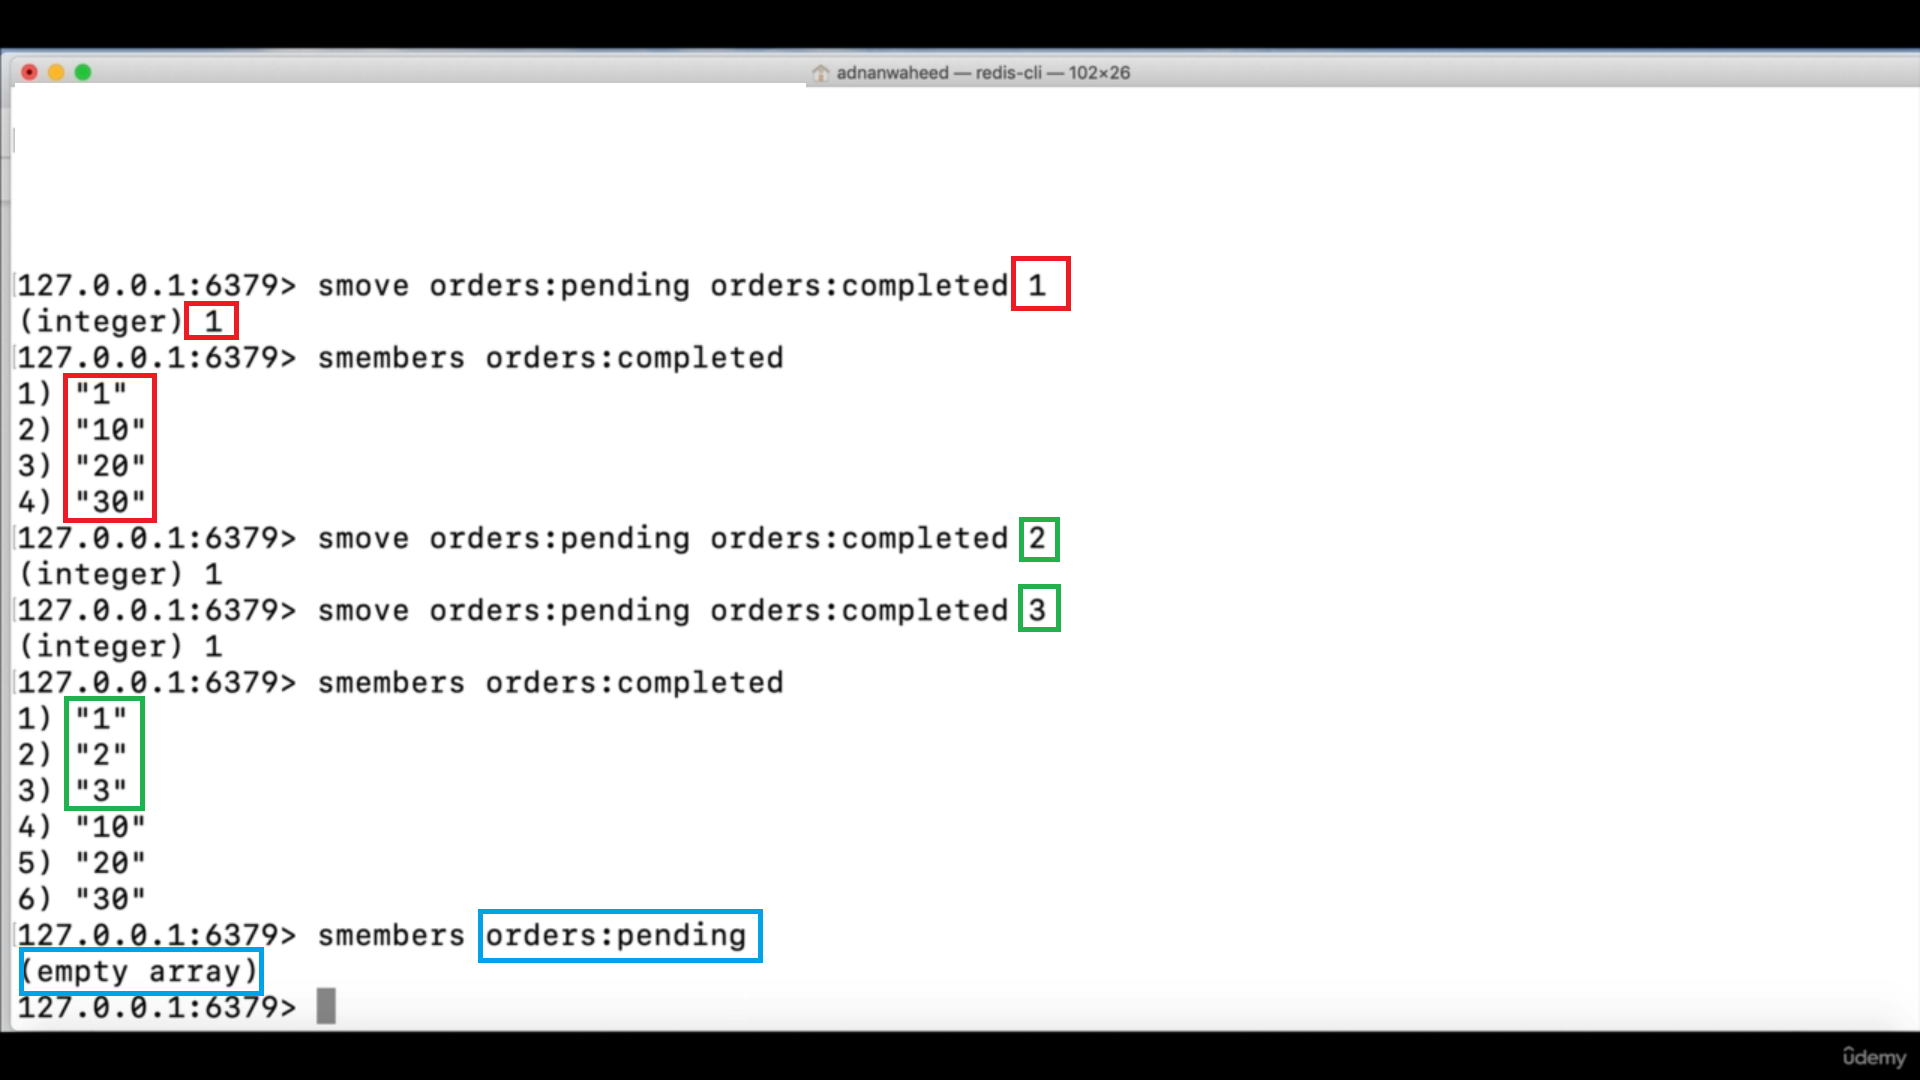 adnanwaheed — redis-cli — 102×26
127.0.0.1:6379> smove orders:pending orders:completed 1
(integer) 1
127.0.0.1:6379> smembers orders:completed
1) "1"
2) "10"
3) "20"
4) "30"
127.0.0.1:6379> smove orders:pending orders:completed 2
(integer) 1
127.0.0.1:6379> smove orders:pending orders:completed 3
(integer) 1
127.0.0.1:6379> smembers orders:completed
1) "1"
2) "2"
3) "3"
4) "10"
5) "20"
6) "30"
127.0.0.1:6379> smembers orders:pending
(empty array)
127.0.0.1:6379>
ûdemy